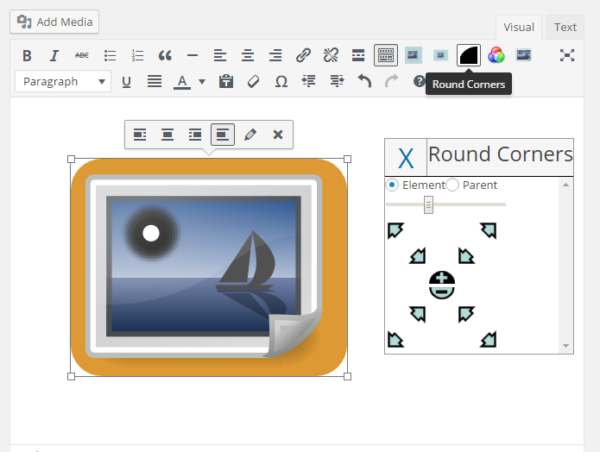 Add Media
Visual
Text
B I ABC
Paragraph U A Ω
Round Corners
X Round Corners
Element Parent